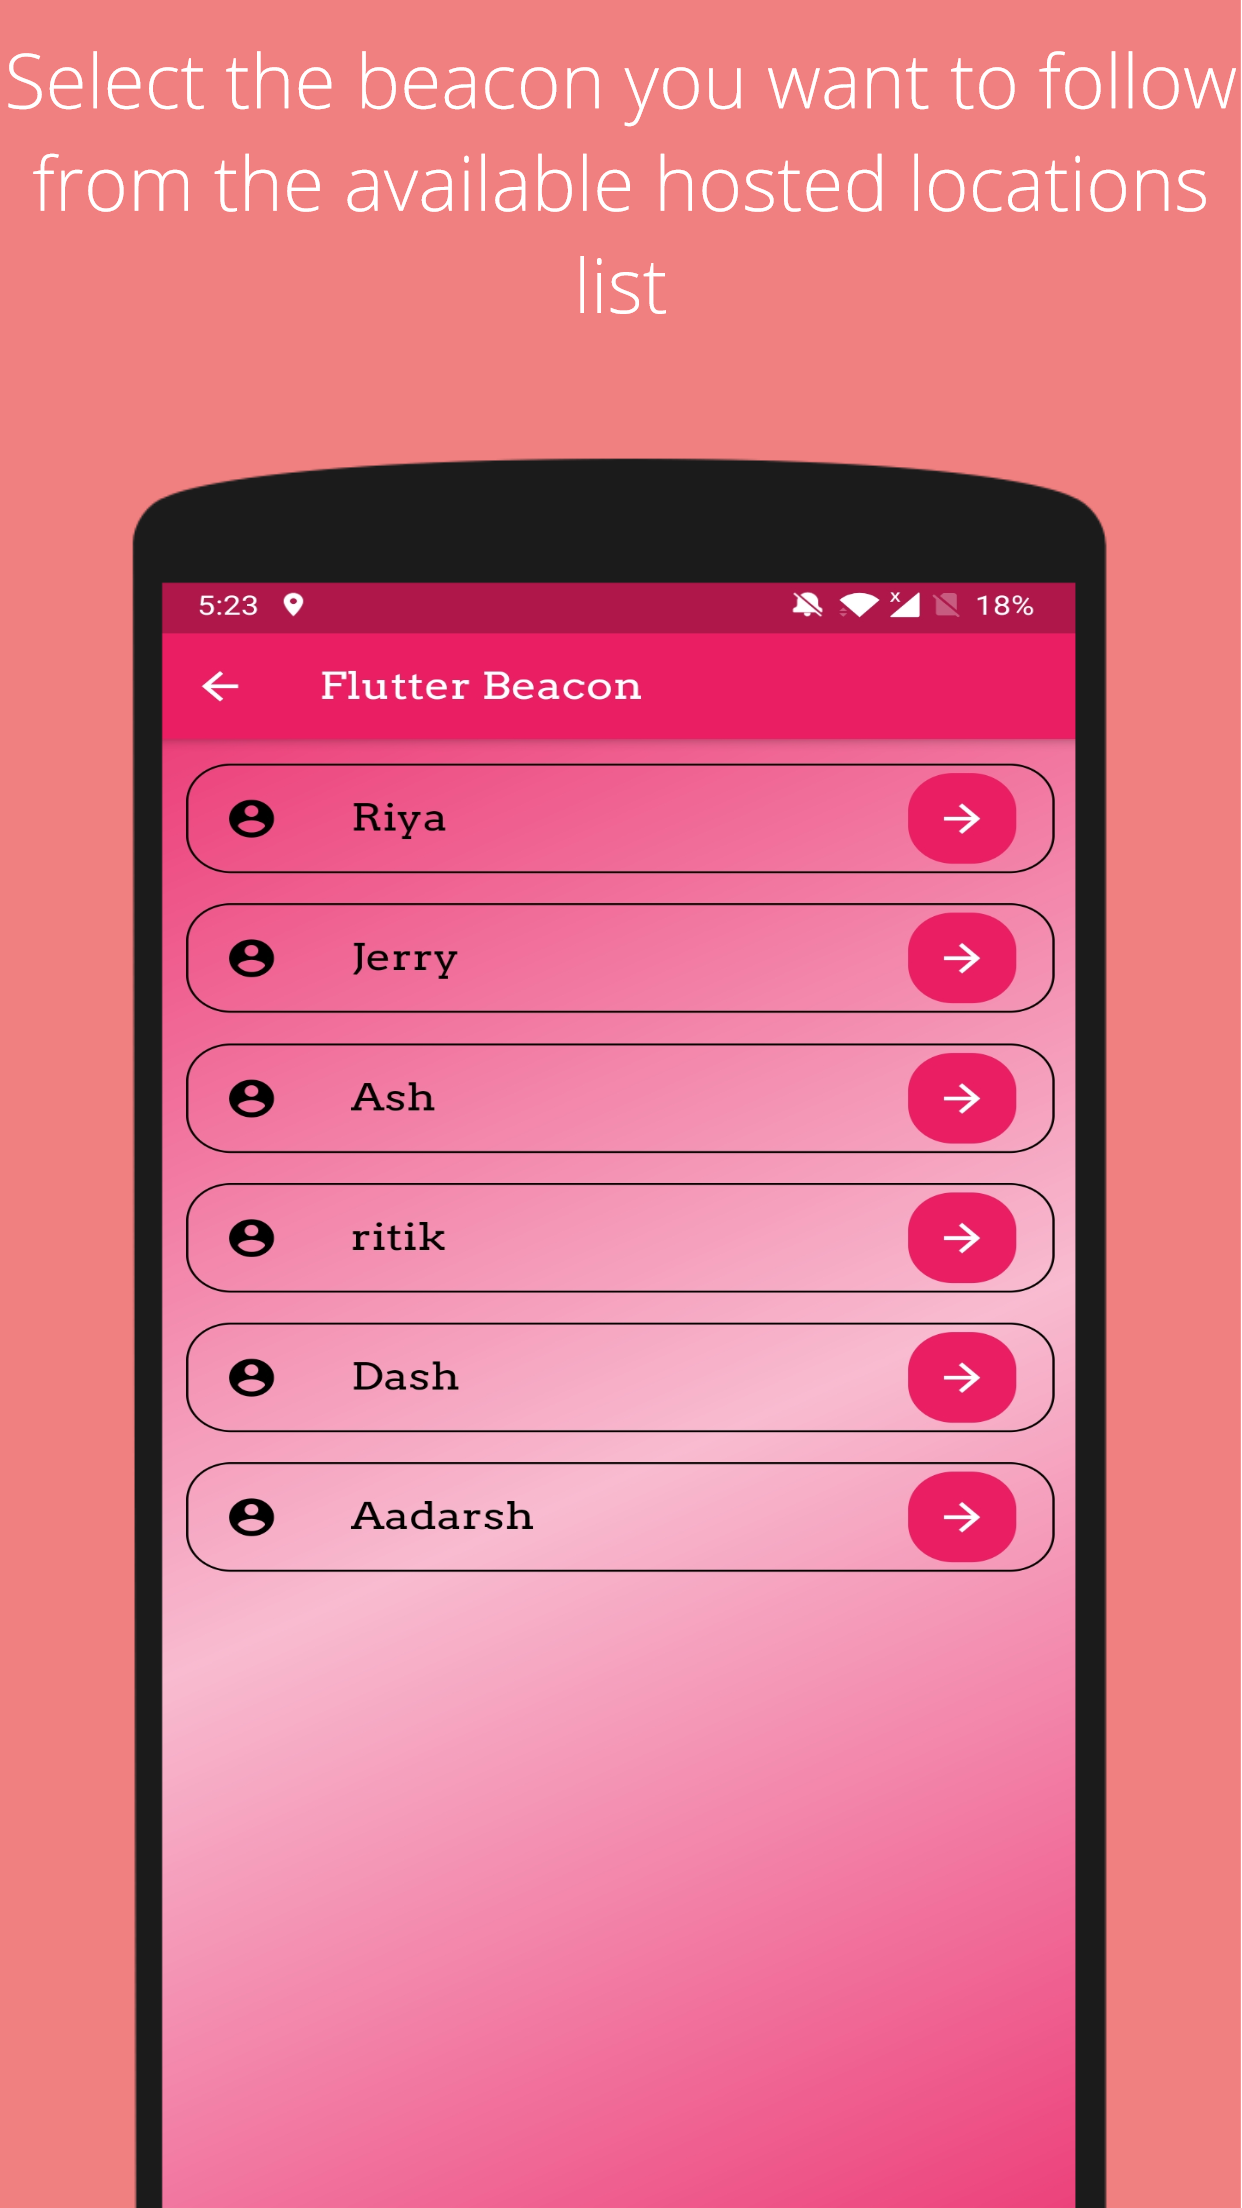 Select the beacon you want to follow
from the available hosted locations
list
5:23 18%
Flutter Beacon
Riya
Jerry
Ash
ritik
Dash
Aadarsh